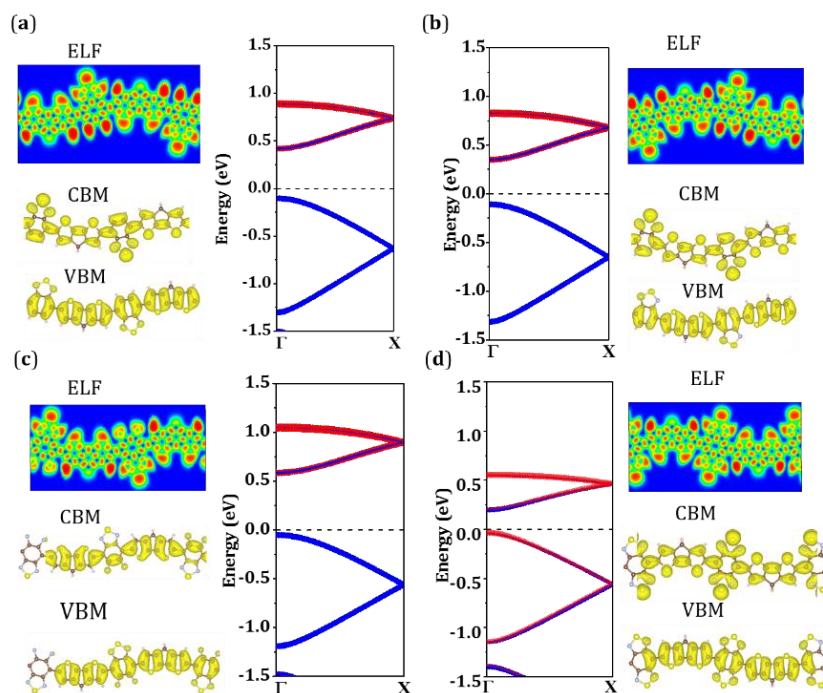 (a)
ELF
CBM
VBM
Energy (eV)
1.5
1.0
0.5
0.0
-0.5
-1.0
-1.5
Γ
X
(b)
ELF
CBM
VBM
Energy (eV)
1.5
1.0
0.5
0.0
-0.5
-1.0
-1.5
Γ
X
(c)
ELF
CBM
VBM
Energy (eV)
1.5
1.0
0.5
0.0
-0.5
-1.0
-1.5
Γ
X
(d)
ELF
CBM
VBM
Energy (eV)
1.5
1.0
0.5
0.0
-0.5
-1.0
-1.5
Γ
X